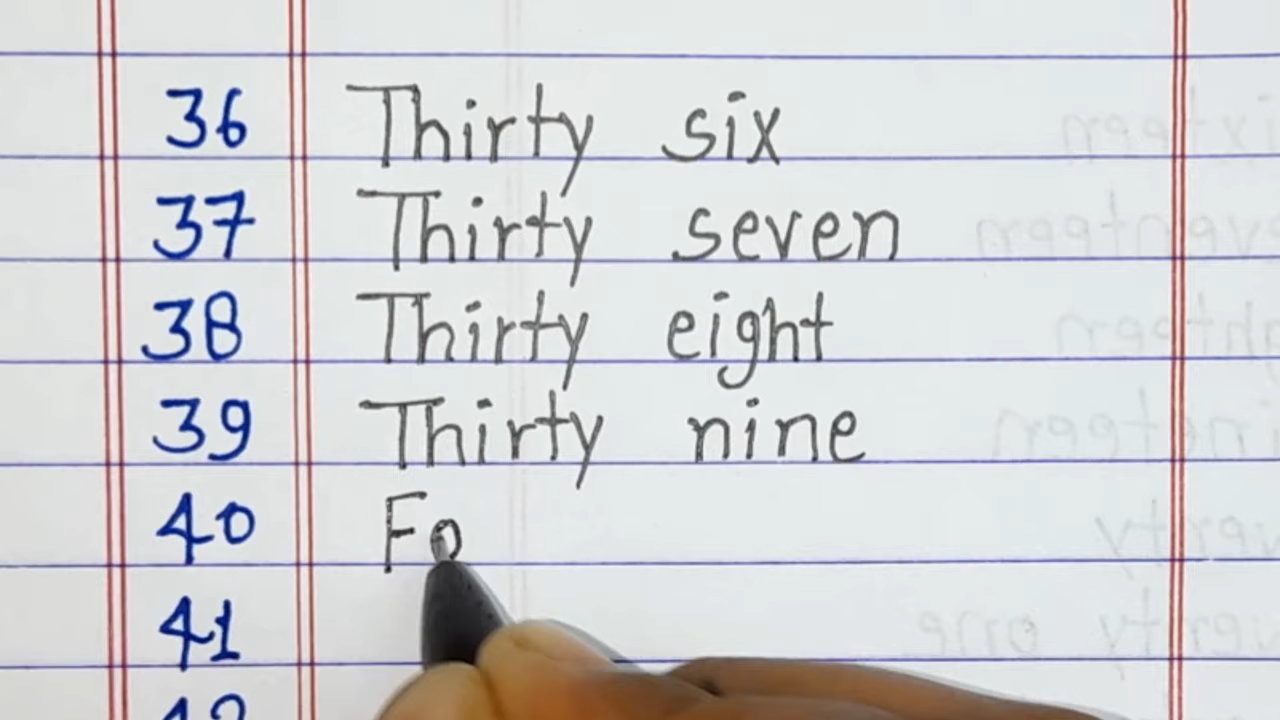 36 Thirty six
37 Thirty seven
38 Thirty eight
39 Thirty nine
40 Fo
41